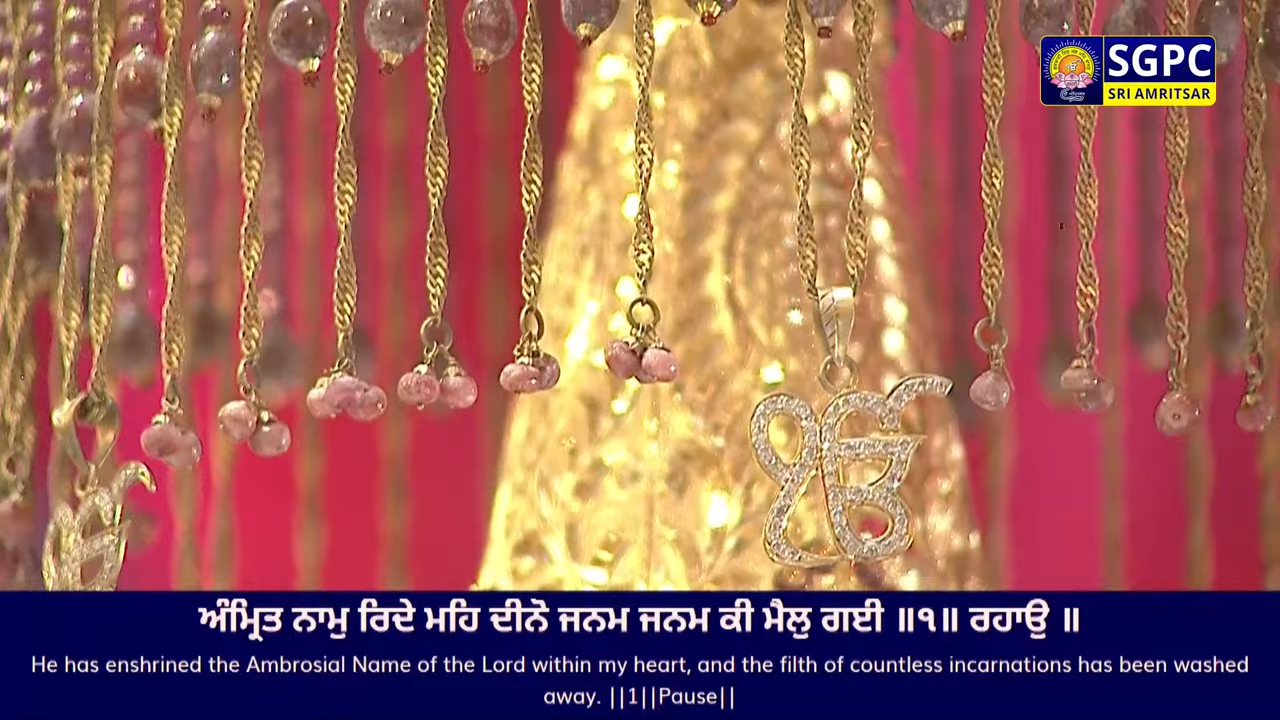 SGPC
SRI AMRITSAR
ੴ
ਅੰਮ੍ਰਿਤ ਨਾਮੁ ਰਿਦੇ ਮਹਿ ਦੀਨੋ ਜਨਮ ਜਨਮ ਕੀ ਮੈਲੁ ਗਈ ॥੧॥ ਰਹਾਉ ॥
He has enshrined the Ambrosial Name of the Lord within my heart, and the filth of countless incarnations has been washed
away. ||1||Pause||